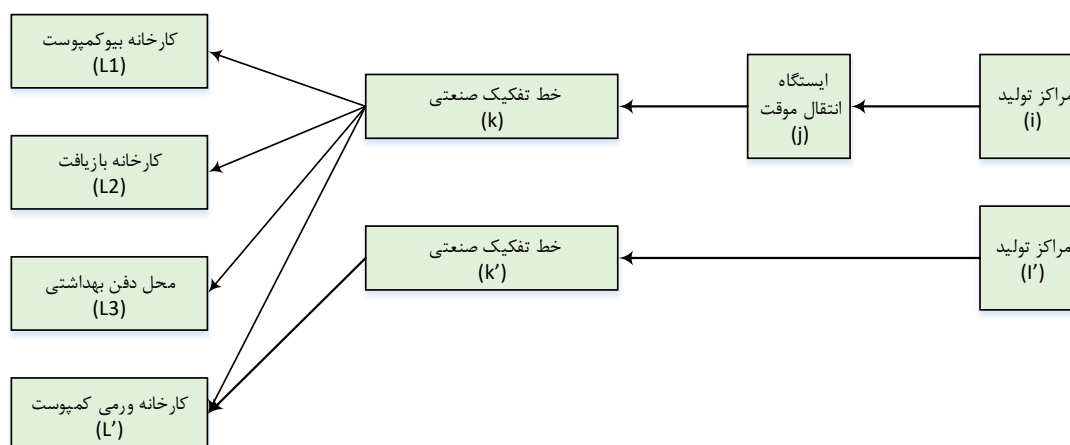 مراکز تولید
(i)
ایستگاه
انتقال موقت
(j)
خط تفکیک صنعتی
(k)
کارخانه بیوکمپوست
(L1)
کارخانه بازیافت
(L2)
مراکز تولید
(I’)
خط تفکیک صنعتی
(k’)
محل دفن بهداشتی
(L3)
کارخانه ورمی کمپوست
(L’)